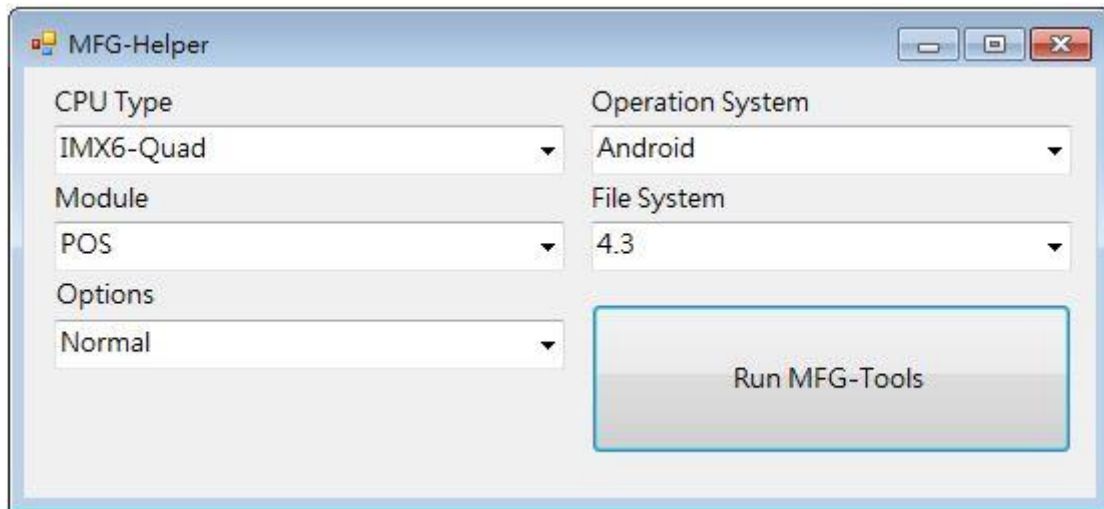 MFG-Helper
CPU Type
Operation System
IMX6-Quad
Android
Module
File System
POS
4.3
Options
Normal
Run MFG-Tools